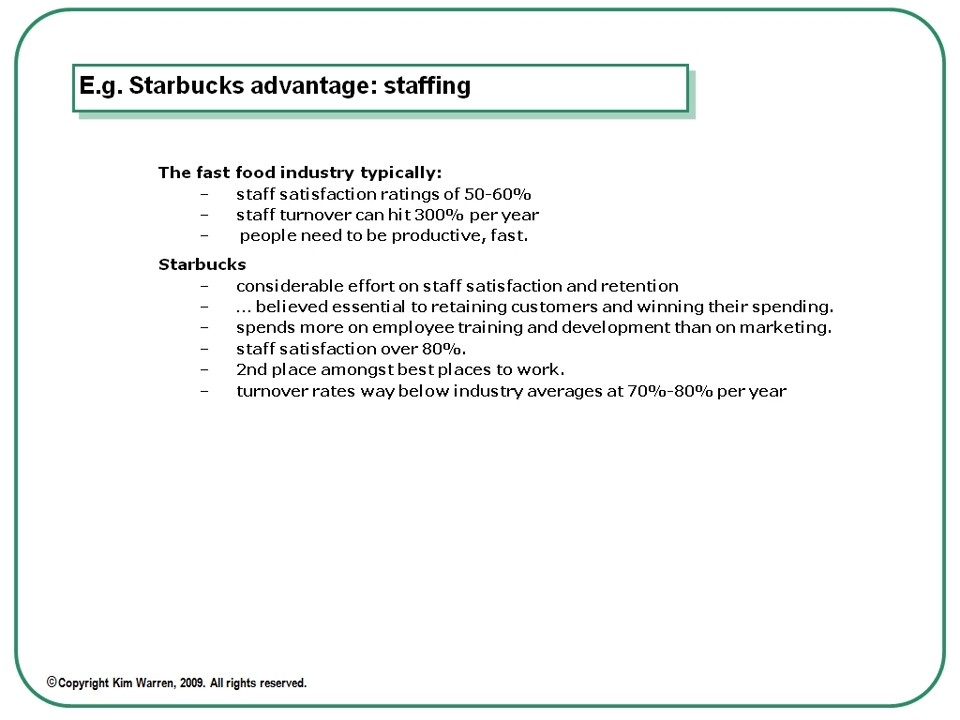 E.g. Starbucks advantage: staffing
The fast food industry typically:
– staff satisfaction ratings of 50-60%
– staff turnover can hit 300% per year
– people need to be productive, fast.
Starbucks
– considerable effort on staff satisfaction and retention
– … believed essential to retaining customers and winning their spending.
– spends more on employee training and development than on marketing.
– staff satisfaction over 80%.
– 2nd place amongst best places to work.
– turnover rates way below industry averages at 70%-80% per year
©Copyright Kim Warren, 2009. All rights reserved.